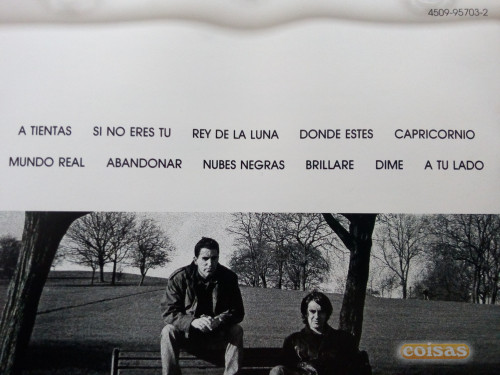 4509-95703-2
A TIENTAS SI NO ERES TU REY DE LA LUNA DONDE ESTES CAPRICORNIO
MUNDO REAL ABANDONAR NUBES NEGRAS BRILLARE DIME A TU LADO
coisas